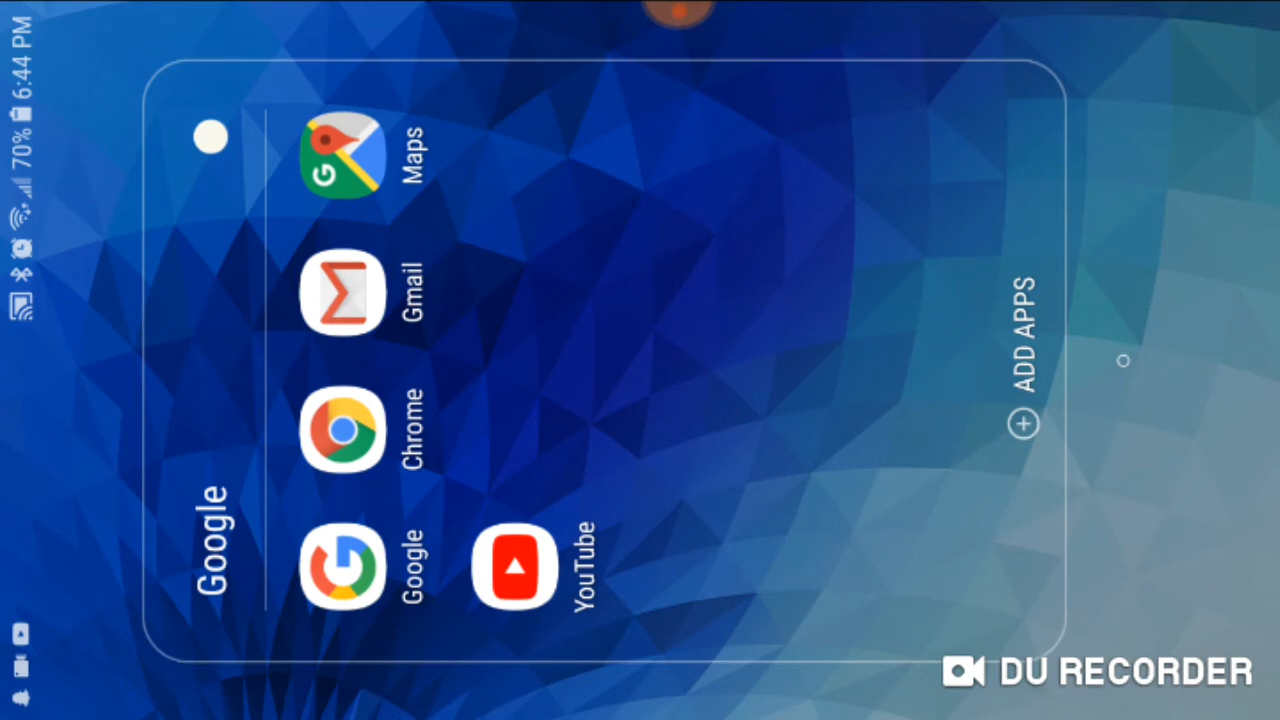 70% 6:44 PM
Google
Google
Chrome
Gmail
Maps
YouTube
ADD APPS
DU RECORDER